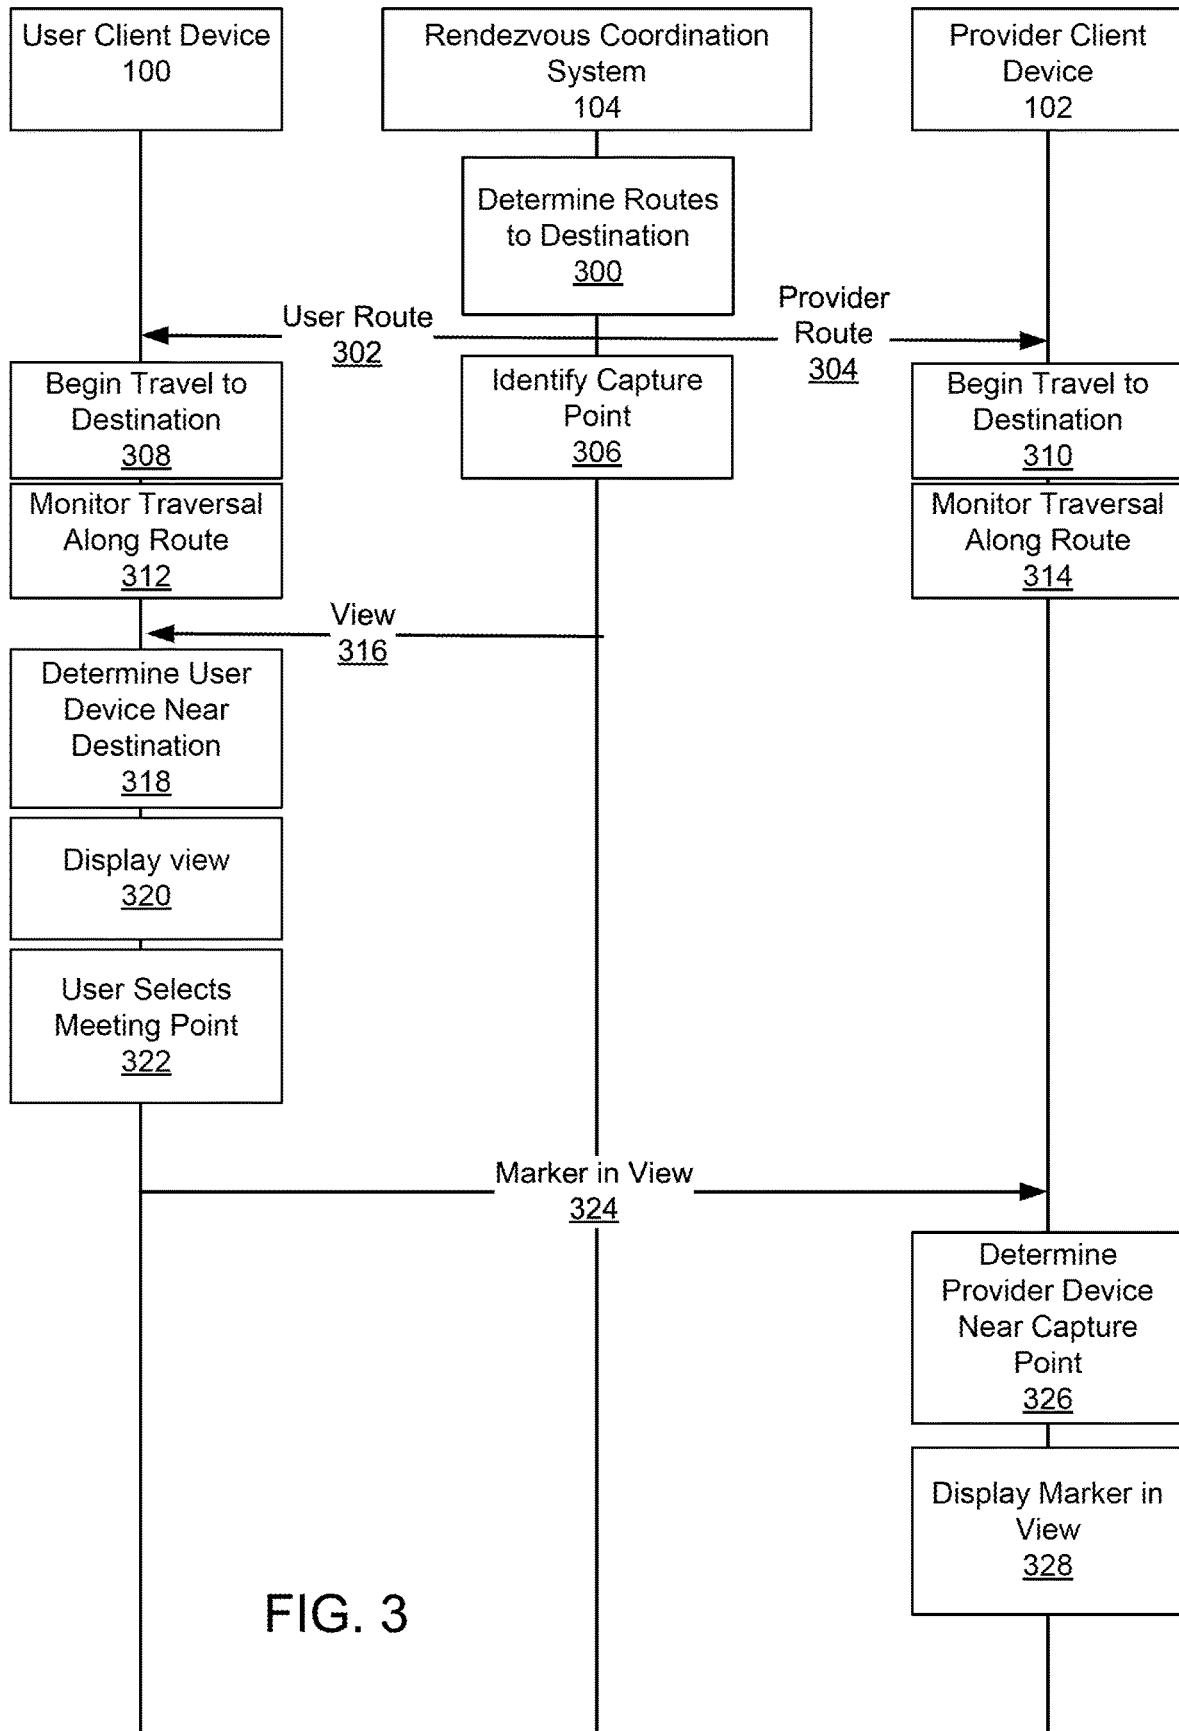 User Client Device
100
Rendezvous Coordination
System
104
Provider Client
Device
102
Determine Routes
to Destination
300
User Route
302
Provider
Route
304
Begin Travel to
Destination
308
Identify Capture
Point
306
Begin Travel to
Destination
310
Monitor Traversal
Along Route
312
Monitor Traversal
Along Route
314
View
316
Determine User
Device Near
Destination
318
Display view
320
User Selects
Meeting Point
322
Marker in View
324
Determine
Provider Device
Near Capture
Point
326
Display Marker in
View
328
FIG. 3